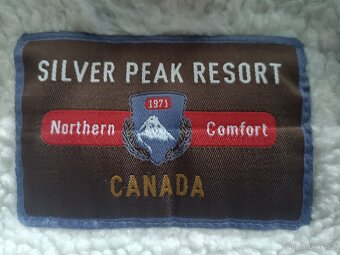 SILVER PEAK RESORT
1971
Northern Comfort
CANADA